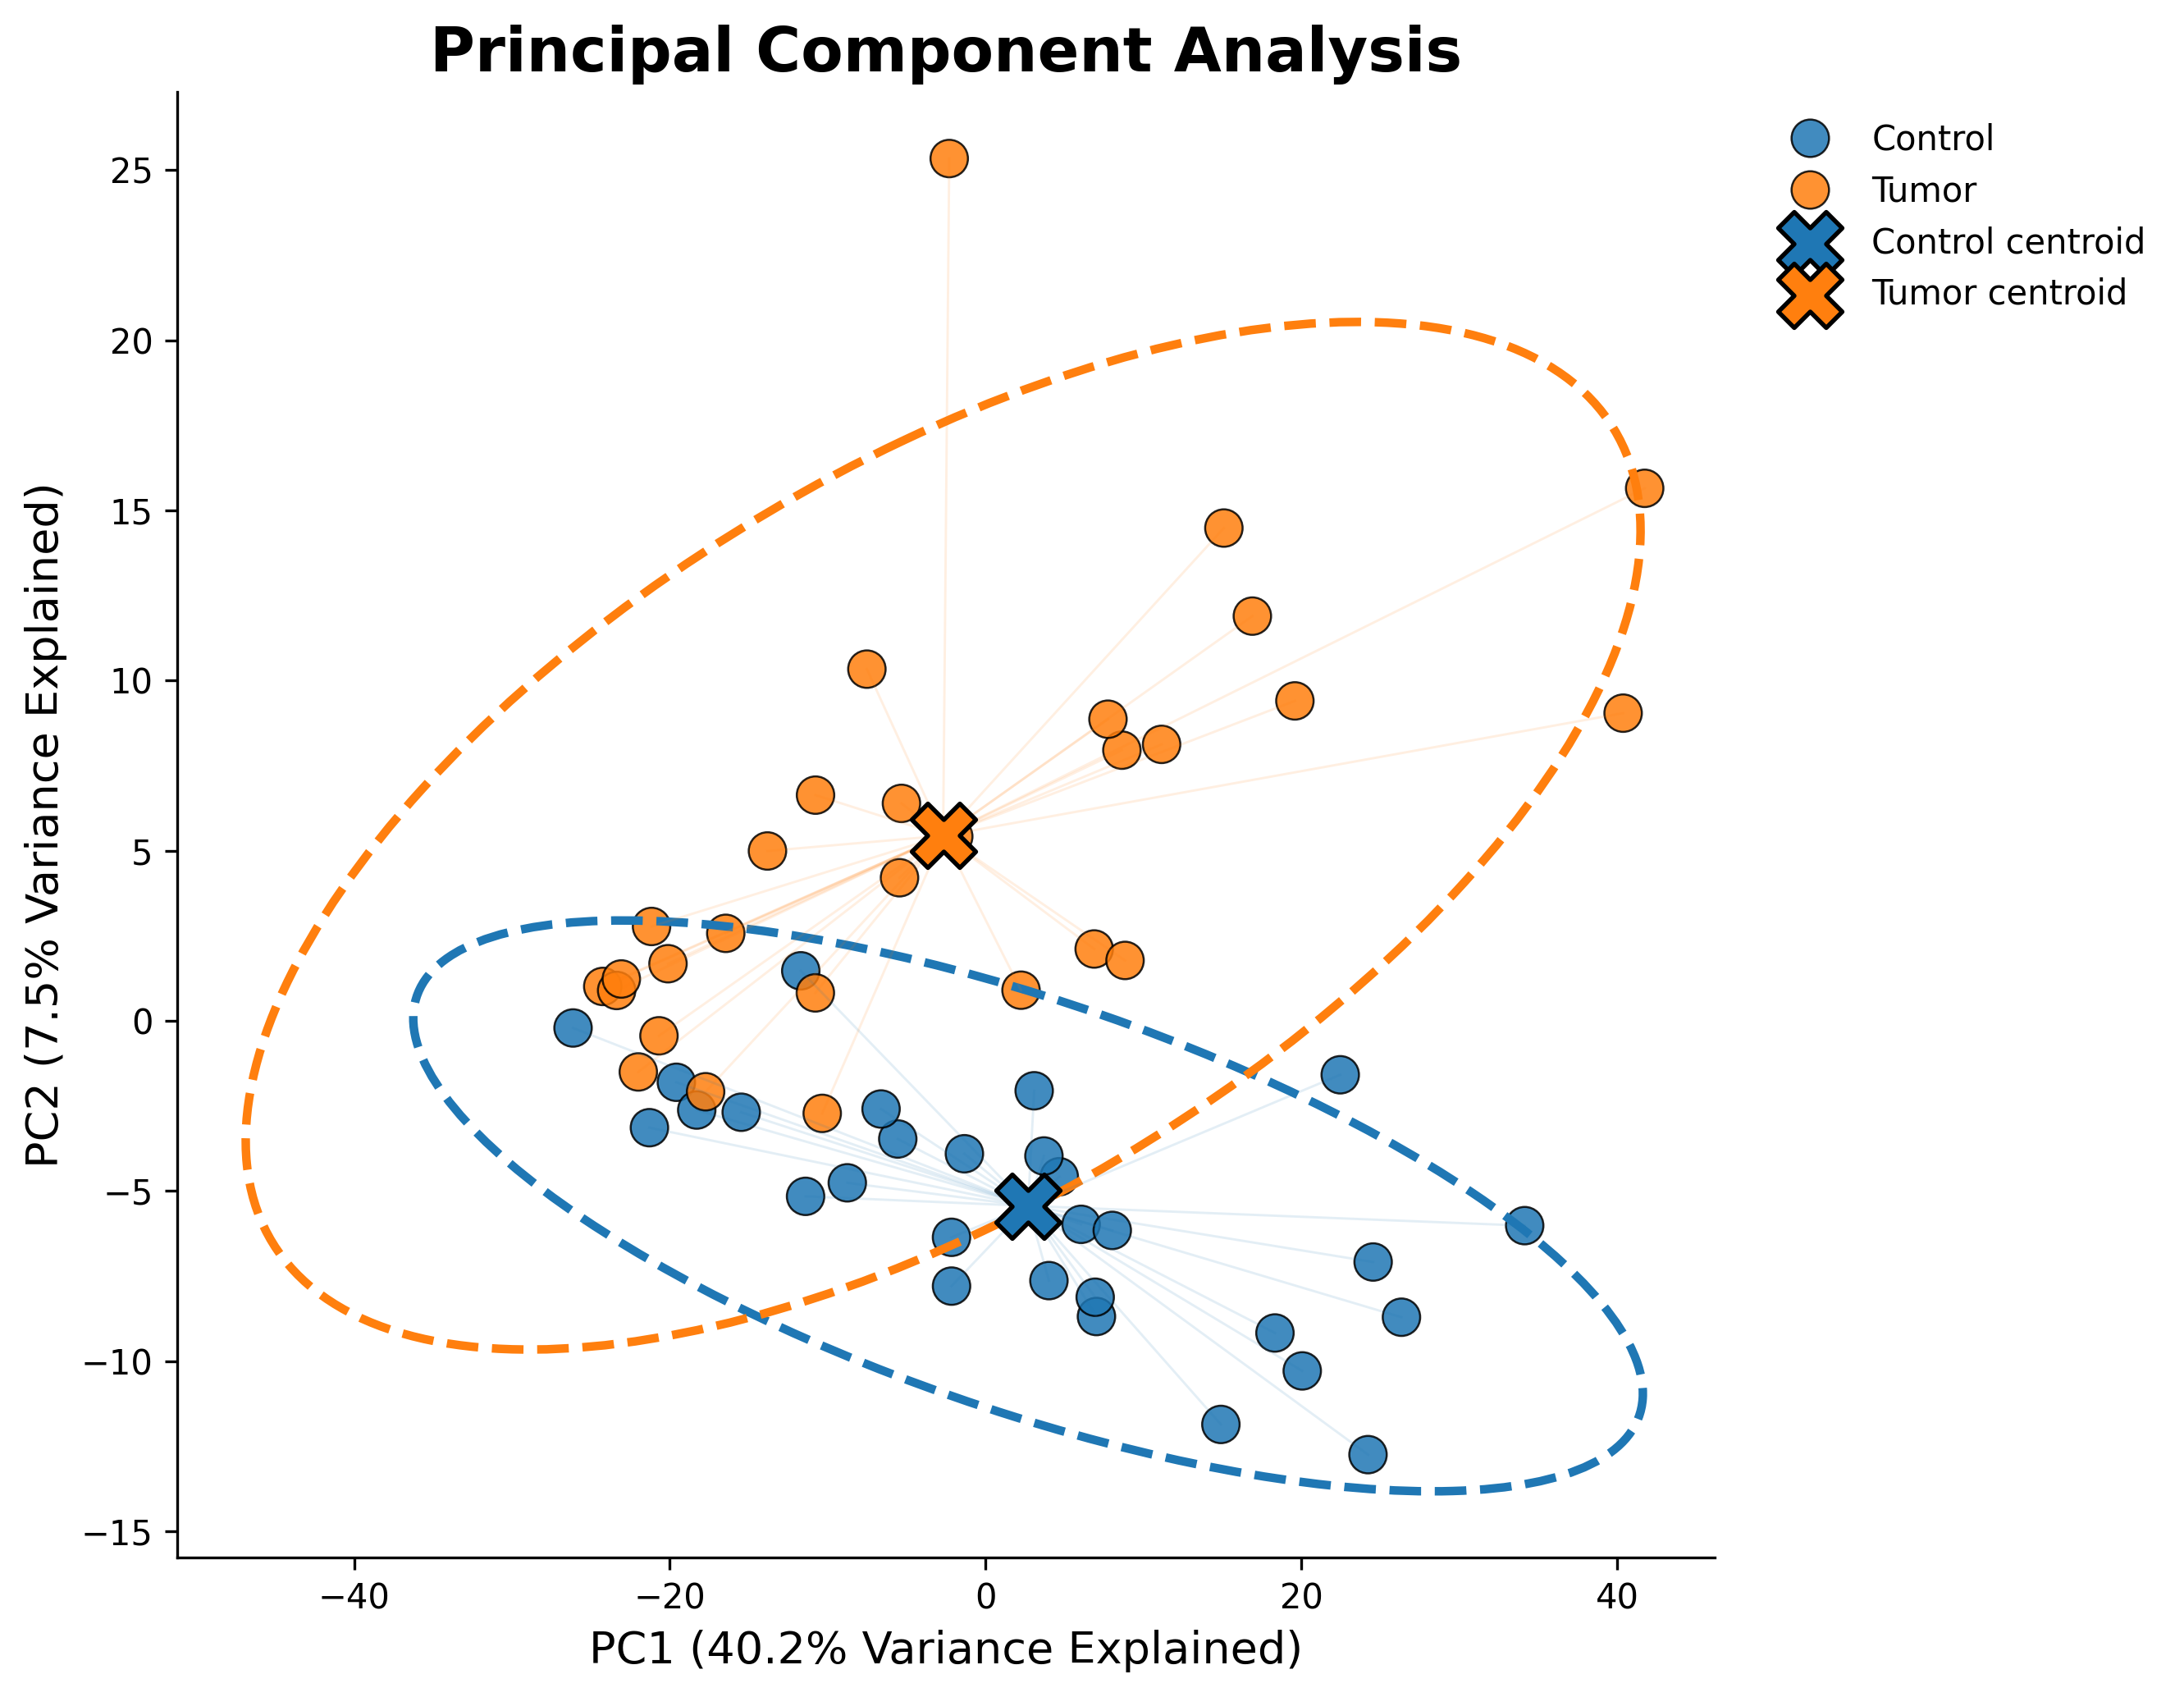 Principal Component Analysis
Control
Tumor
Control centroid
Tumor centroid
PC2 (7.5% Variance Explained)
25
20
15
10
5
0
−5
−10
−15
−40
−20
0
20
40
PC1 (40.2% Variance Explained)